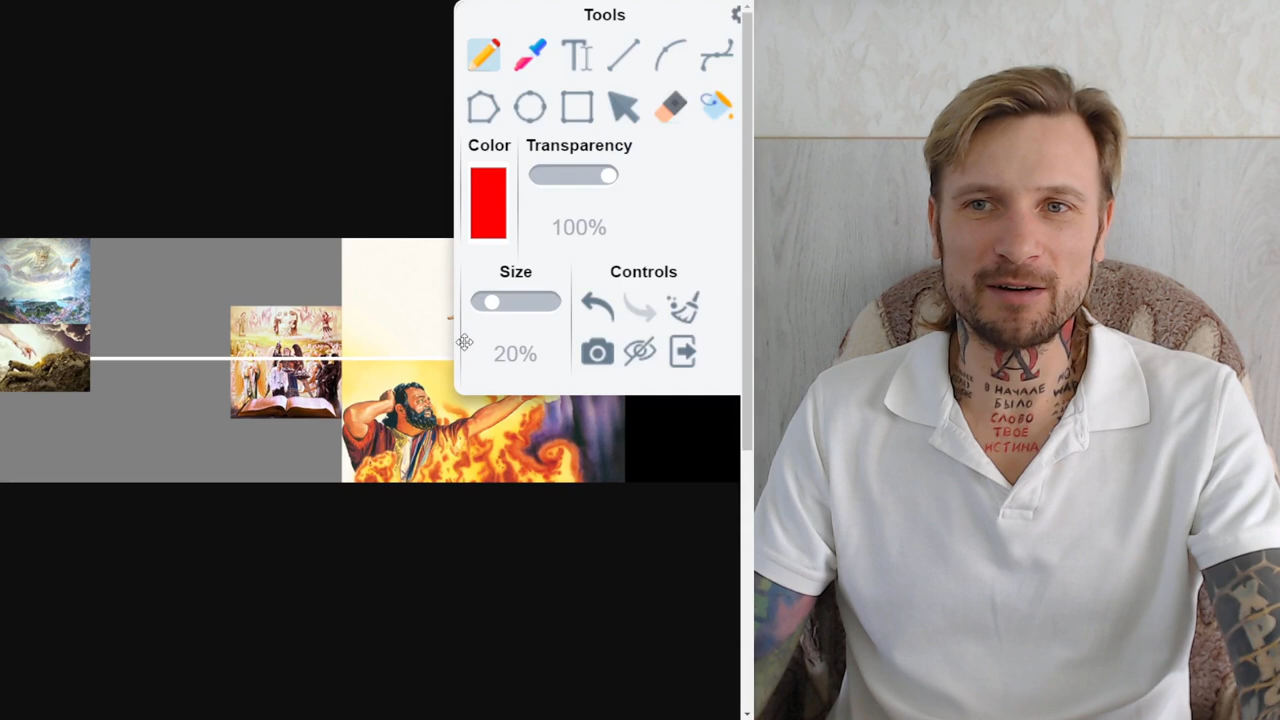 Tools
Color
Transparency
100%
Size
Controls
20%
В НАЧАЛЕ
БЫЛО
СЛОВО
ТВОЕ
ИСТИНА